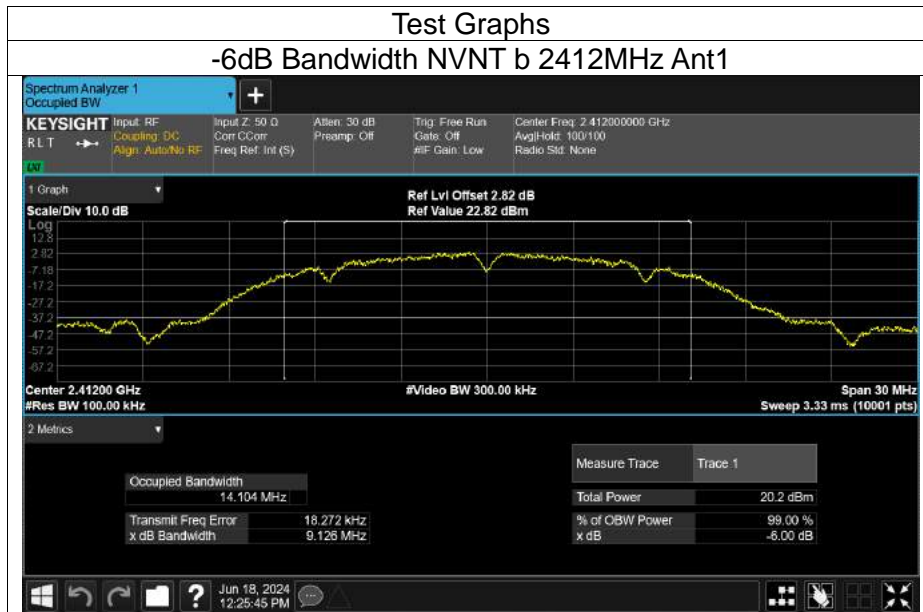 Test Graphs
-6dB Bandwidth NVNT b 2412MHz Ant1
Spectrum Analyzer 1
Occupied BW
+
KEYSIGHT
RLT
LXI
Input: RF
Coupling: DC
Align: Auto/No RF
Input Z: 50 Ω
Corr CCorr
Freq Ref: Int (S)
Atten: 30 dB
Preamp: Off
Trig: Free Run
Gate: Off
#IF Gain: Low
Center Freq: 2.412000000 GHz
Avg|Hold: 100/100
Radio Std: None
1 Graph
Scale/Div 10.0 dB
Ref Lvl Offset 2.82 dB
Ref Value 22.82 dBm
Log
12.8
2.82
-7.18
-17.2
-27.2
-37.2
-47.2
-57.2
-67.2
Center 2.41200 GHz
#Res BW 100.00 kHz
#Video BW 300.00 kHz
Span 30 MHz
Sweep 3.33 ms (10001 pts)
2 Metrics
Measure Trace Trace 1
Occupied Bandwidth
14.104 MHz
Total Power 20.2 dBm
Transmit Freq Error 18.272 kHz
% of OBW Power 99.00 %
x dB Bandwidth 9.126 MHz
x dB -6.00 dB
?
Jun 18, 2024
12:25:45 PM